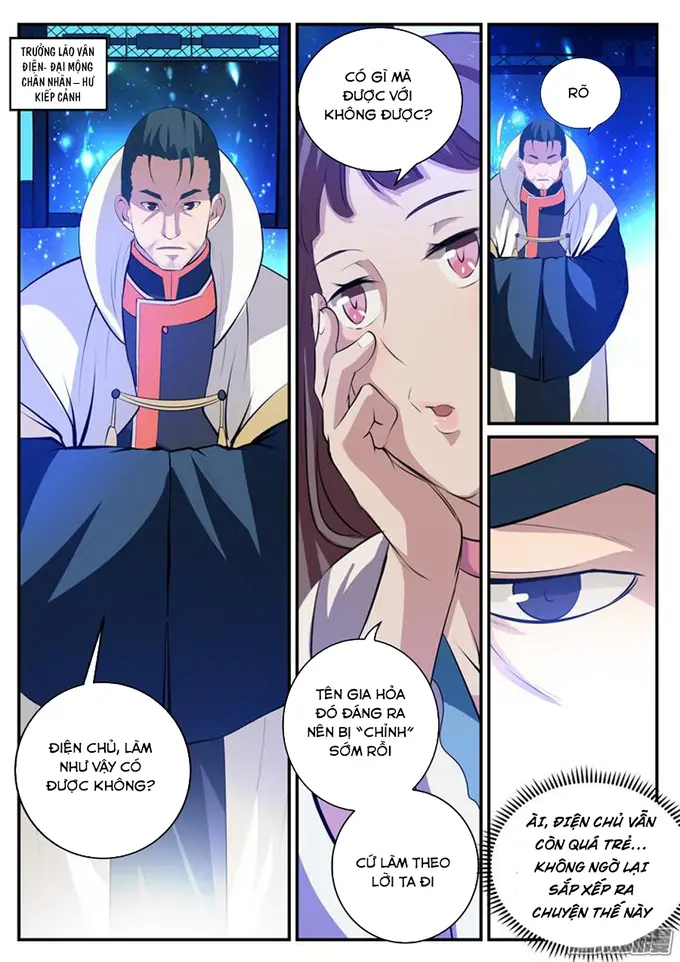 TRƯỞNG LÃO VÂN
ĐIỆN- ĐẠI MỘNG
CHÂN NHÂN – HƯ
KIẾP CẢNH
ĐIỆN CHỦ, LÀM
NHƯ VẬY CÓ
ĐƯỢC KHÔNG?
CÓ GÌ MÀ
ĐƯỢC VỚI
KHÔNG ĐƯỢC?
TÊN GIA HỎA
ĐÓ ĐÁNG RA
NÊN BỊ “CHỈNH”
SỚM RỒI
CỨ LÀM THEO
LỜI TA ĐI
RÕ
ÀI, ĐIỆN CHỦ VẪN
CÒN QUÁ TRẺ...
KHÔNG NGỜ LẠI
SẮP XẾP RA
CHUYỆN THẾ NÀY